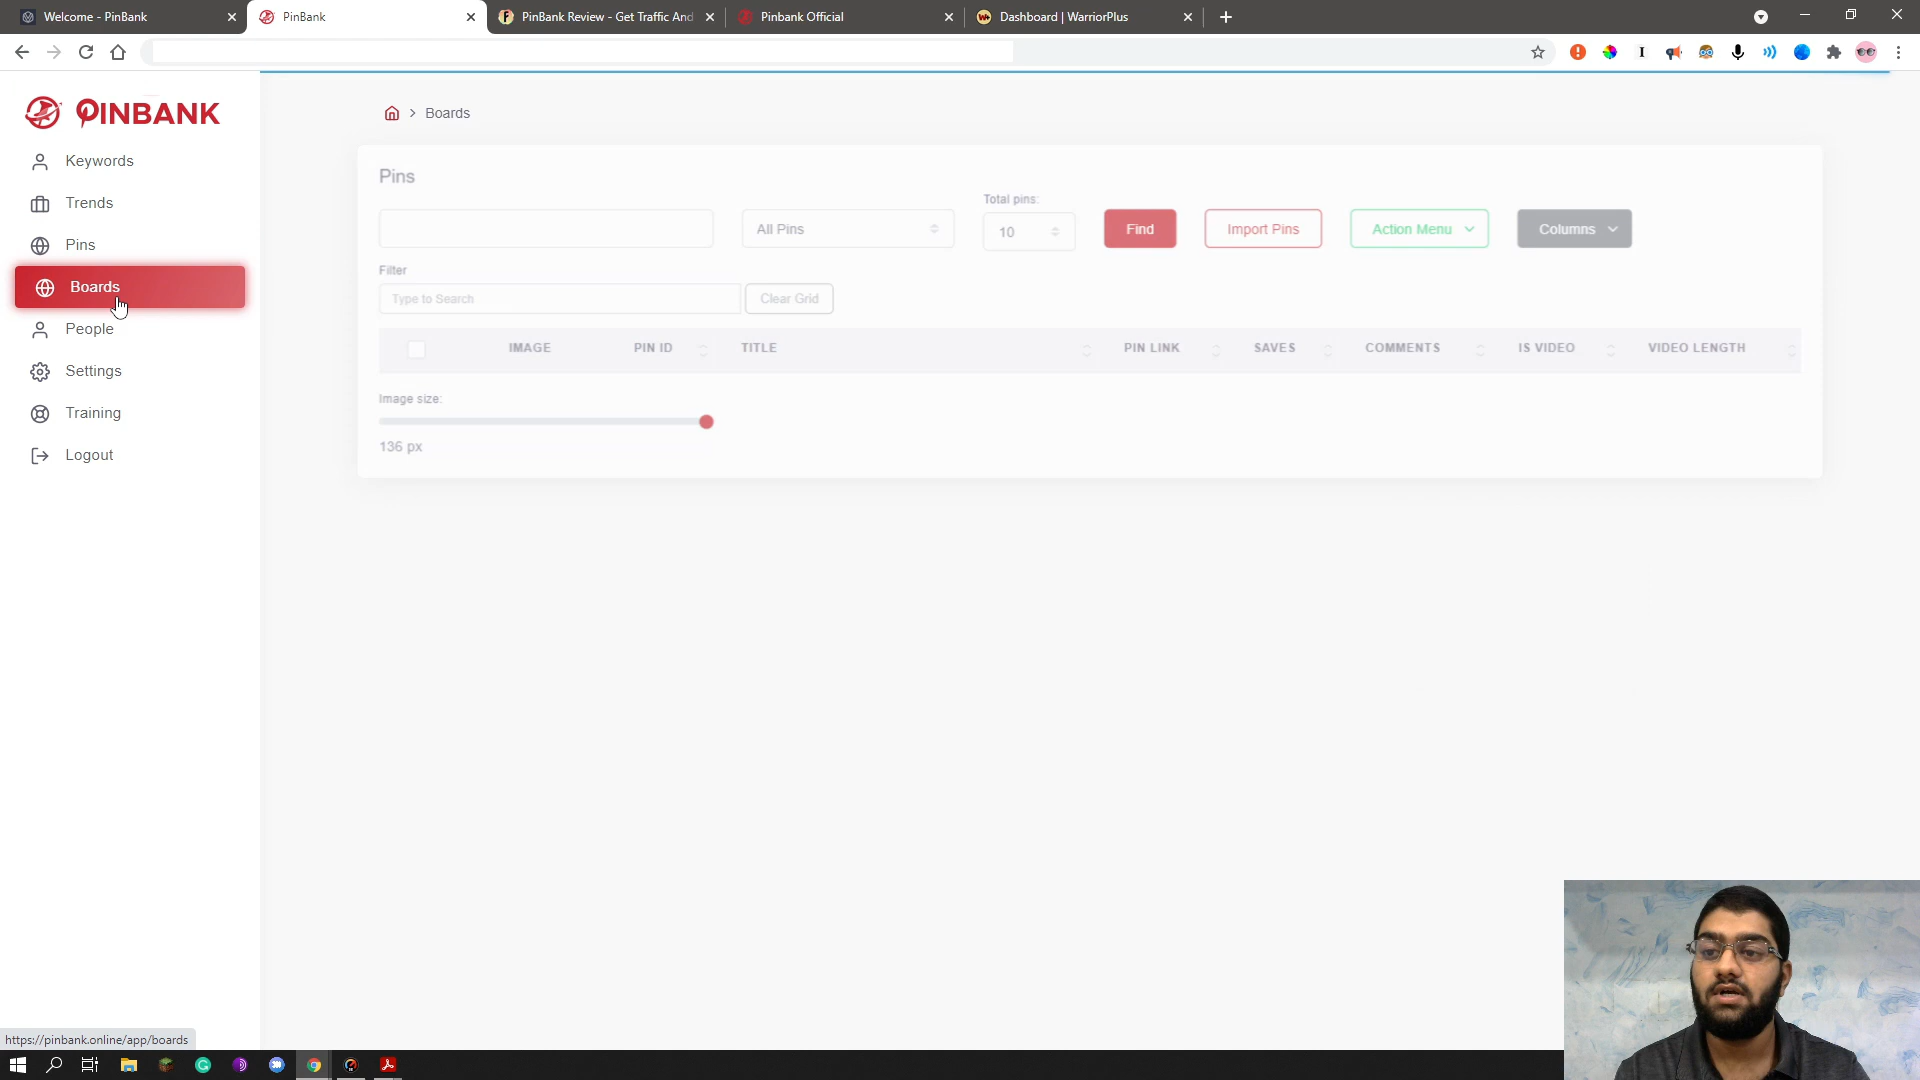 Welcome - PinBank
PinBank
PinBank Review - Get Traffic And
Pinbank Official
Dashboard | WarriorPlus
PINBANK
Keywords
Trends
Pins
Boards
People
Settings
Training
Logout
> Boards
Pins
Total pins:
All Pins
10
Find
Import Pins
Action Menu
Columns
Filter
Type to Search
Clear Grid
IMAGE
PIN ID
TITLE
PIN LINK
SAVES
COMMENTS
IS VIDEO
VIDEO LENGTH
Image size:
136 px
https://pinbank.online/app/boards